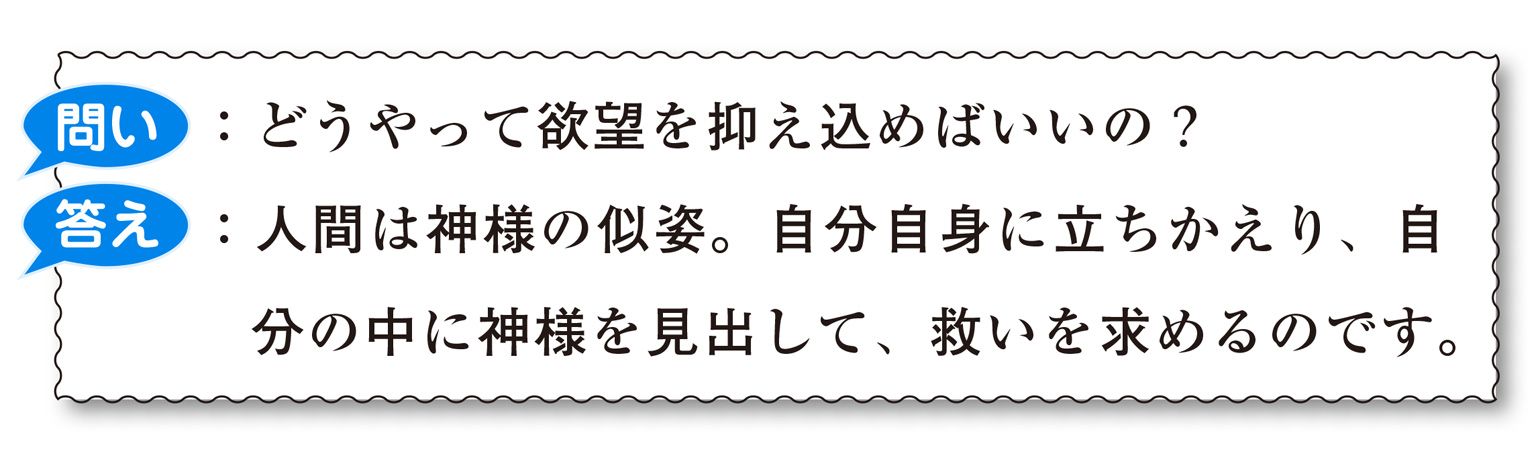 問い：どうやって欲望を抑え込めばいいの？
答え：人間は神様の似姿。自分自身に立ちかえり、自
分の中に神様を見出して、救いを求めるのです。